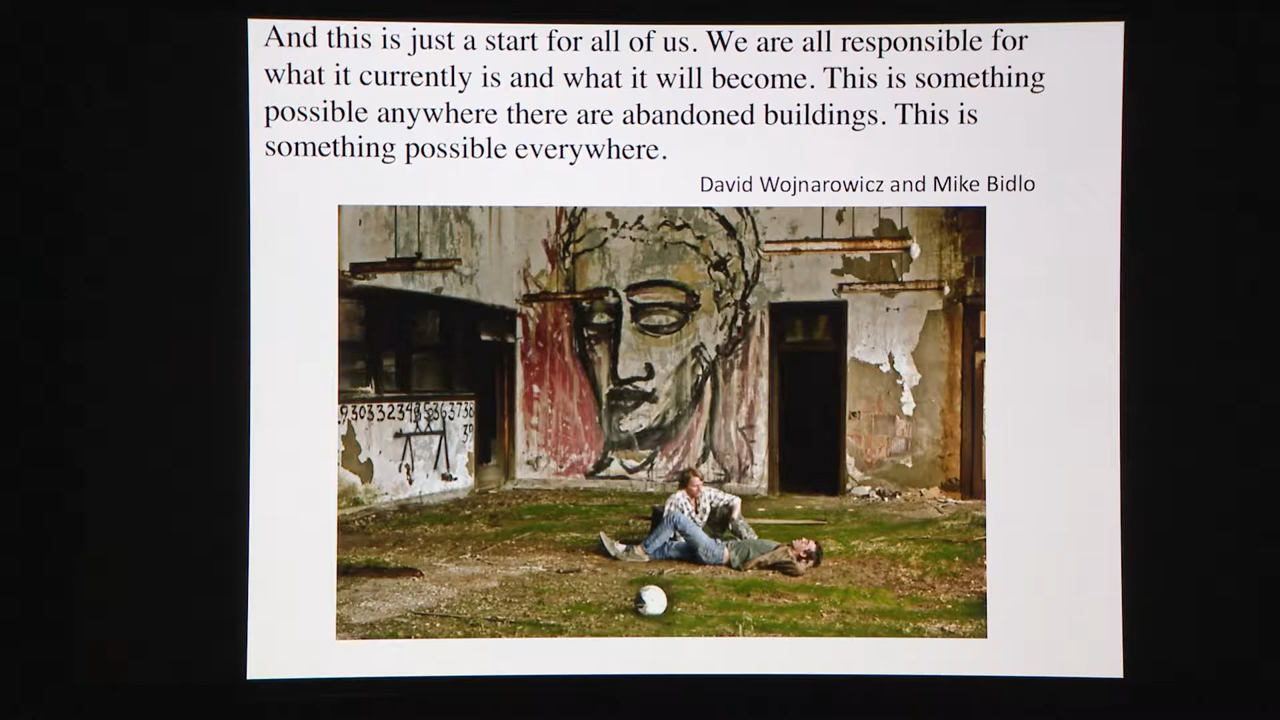 And this is just a start for all of us. We are all responsible for
what it currently is and what it will become. This is something
possible anywhere there are abandoned buildings. This is
something possible everywhere.
David Wojnarowicz and Mike Bidlo